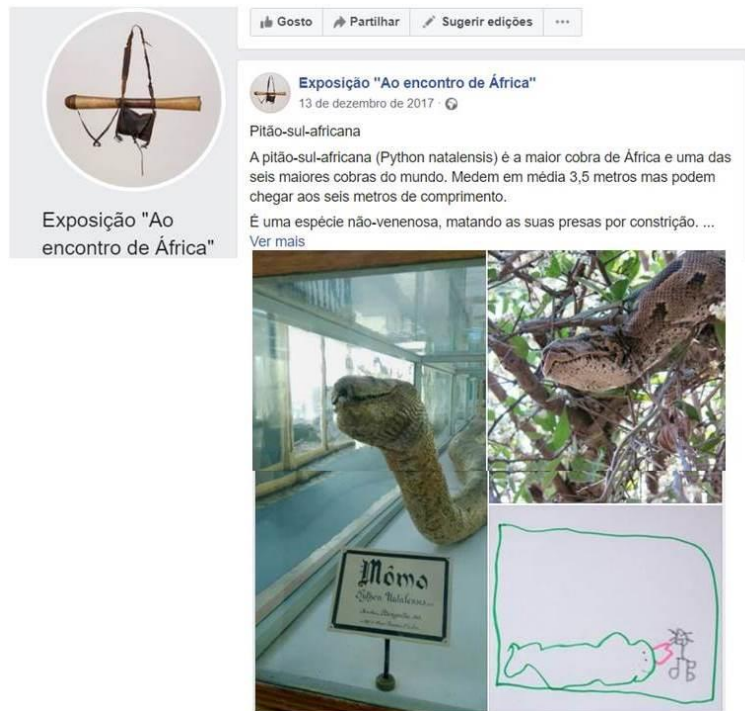 Gosto Partilhar Sugerir edições ...
Exposição "Ao encontro de África"
13 de dezembro de 2017
Pitão-sul-africana
A pitão-sul-africana (Python natalensis) é a maior cobra de África e uma das
seis maiores cobras do mundo. Medem em média 3,5 metros mas podem
chegar aos seis metros de comprimento.
É uma espécie não-venenosa, matando as suas presas por constrição. ...
Ver mais
Exposição "Ao
encontro de África"
Mômo
Python Natalensis